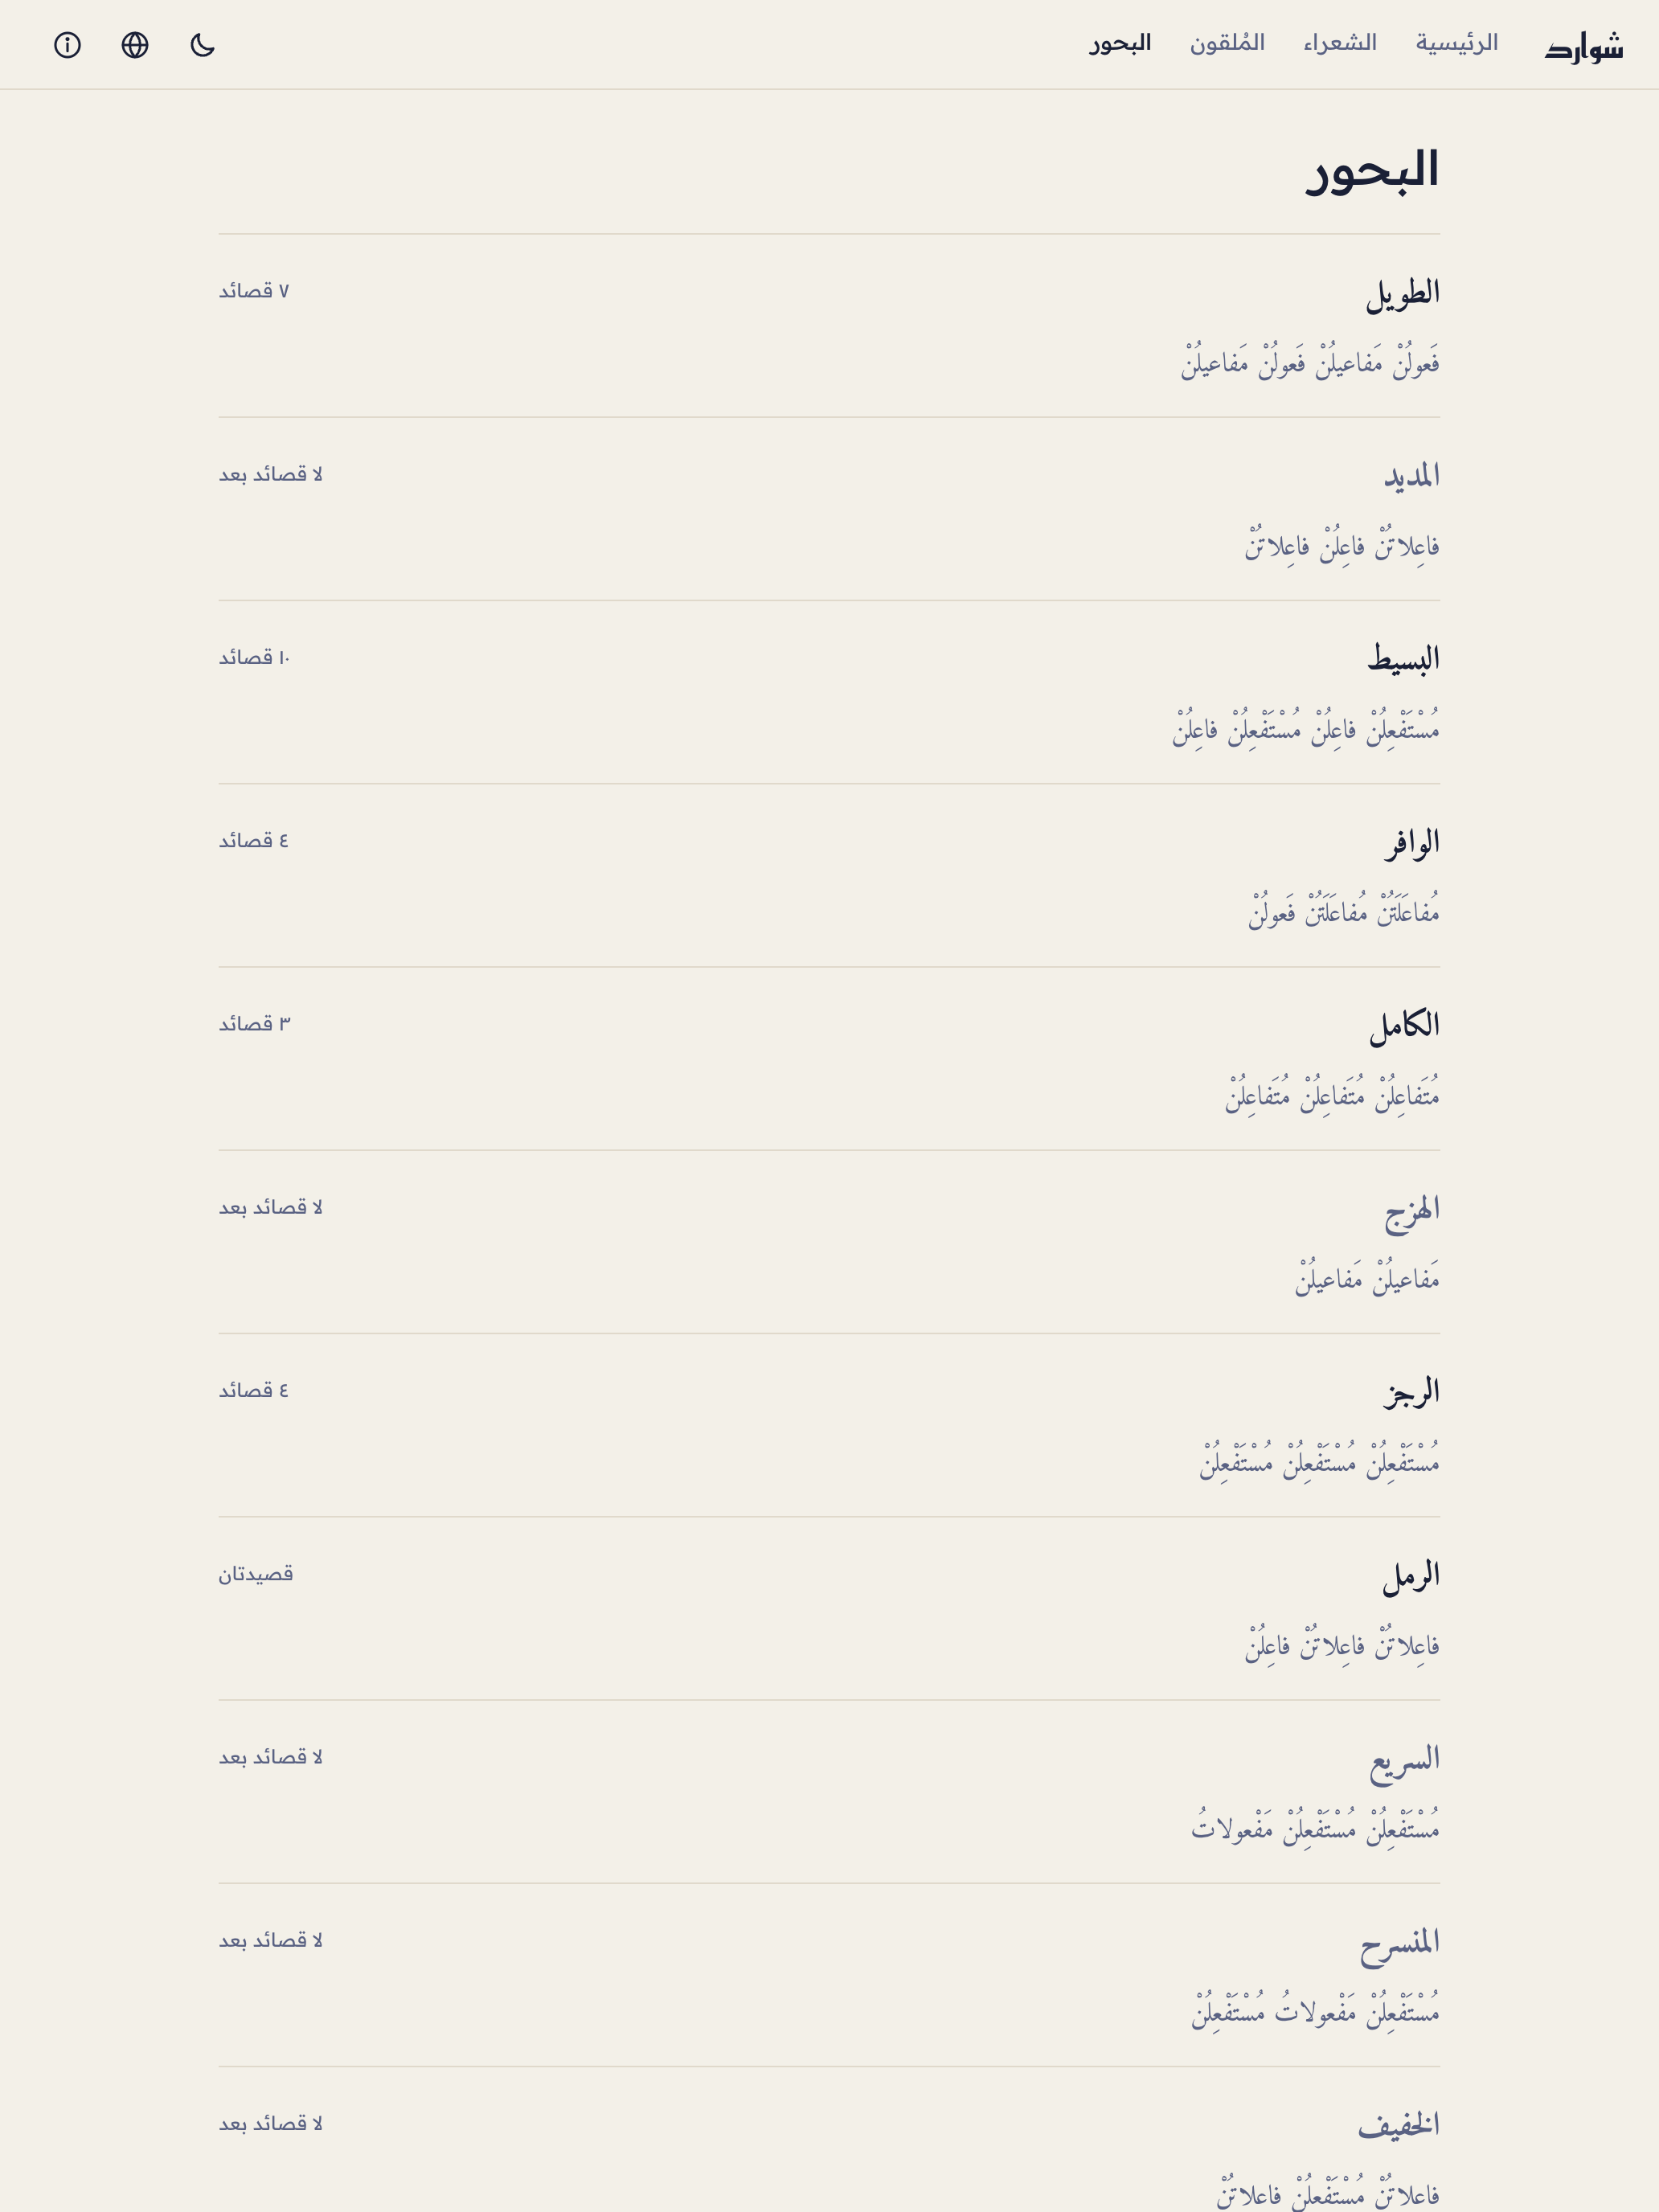 شوارد
الرئيسية الشعراء المُلقون البحور
البحور
الطويل
٧ قصائد
فَعولُنْ مَفاعيلُنْ فَعولُنْ مَفاعيلُنْ
المديد
لا قصائد بعد
فاعِلاتُنْ فاعِلُنْ فاعِلاتُنْ
البسيط
١٠ قصائد
مُسْتَفْعِلُنْ فاعِلُنْ مُسْتَفْعِلُنْ فاعِلُنْ
الوافر
٤ قصائد
مُفاعَلَتُنْ مُفاعَلَتُنْ فَعولُنْ
الكامل
٣ قصائد
مُتَفاعِلُنْ مُتَفاعِلُنْ مُتَفاعِلُنْ
الهزج
لا قصائد بعد
مَفاعيلُنْ مَفاعيلُنْ
الرجز
٤ قصائد
مُسْتَفْعِلُنْ مُسْتَفْعِلُنْ مُسْتَفْعِلُنْ
الرمل
قصيدتان
فاعِلاتُنْ فاعِلاتُنْ فاعِلُنْ
السريع
لا قصائد بعد
مُسْتَفْعِلُنْ مُسْتَفْعِلُنْ مَفْعولاتُ
المنسرح
لا قصائد بعد
مُسْتَفْعِلُنْ مَفْعولاتُ مُسْتَفْعِلُنْ
الخفيف
لا قصائد بعد
فاعِلاتُنْ مُسْتَفْعِلُنْ فاعِلاتُنْ